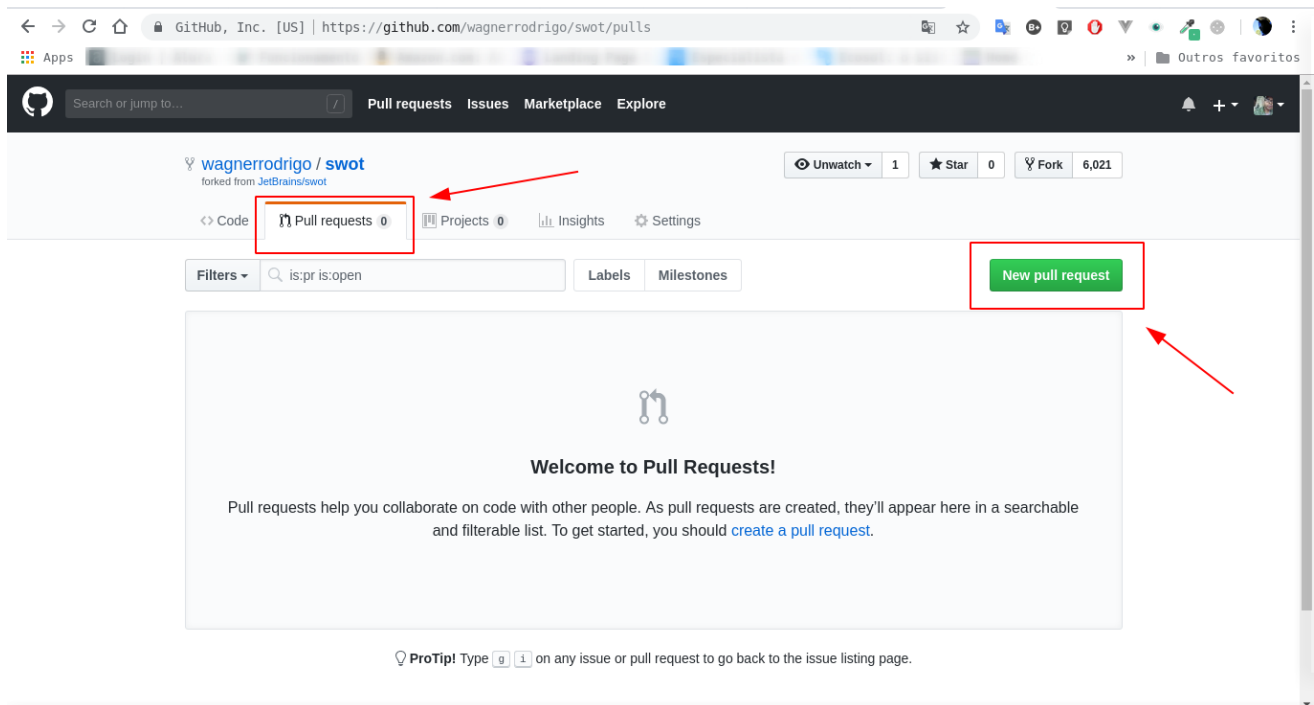 GitHub, Inc. [US] | https://github.com/wagnerrodrigo/swot/pulls
Apps » Outros favoritos
Search or jump to... / Pull requests Issues Marketplace Explore
wagnerrodrigo / swot Unwatch 1 Star 0 Fork 6,021
forked from JetBrains/swot
Code Pull requests 0 Projects 0 Insights Settings
Filters is:pr is:open Labels Milestones New pull request
Welcome to Pull Requests!
Pull requests help you collaborate on code with other people. As pull requests are created, they’ll appear here in a searchable
and filterable list. To get started, you should create a pull request.
ProTip! Type g i on any issue or pull request to go back to the issue listing page.